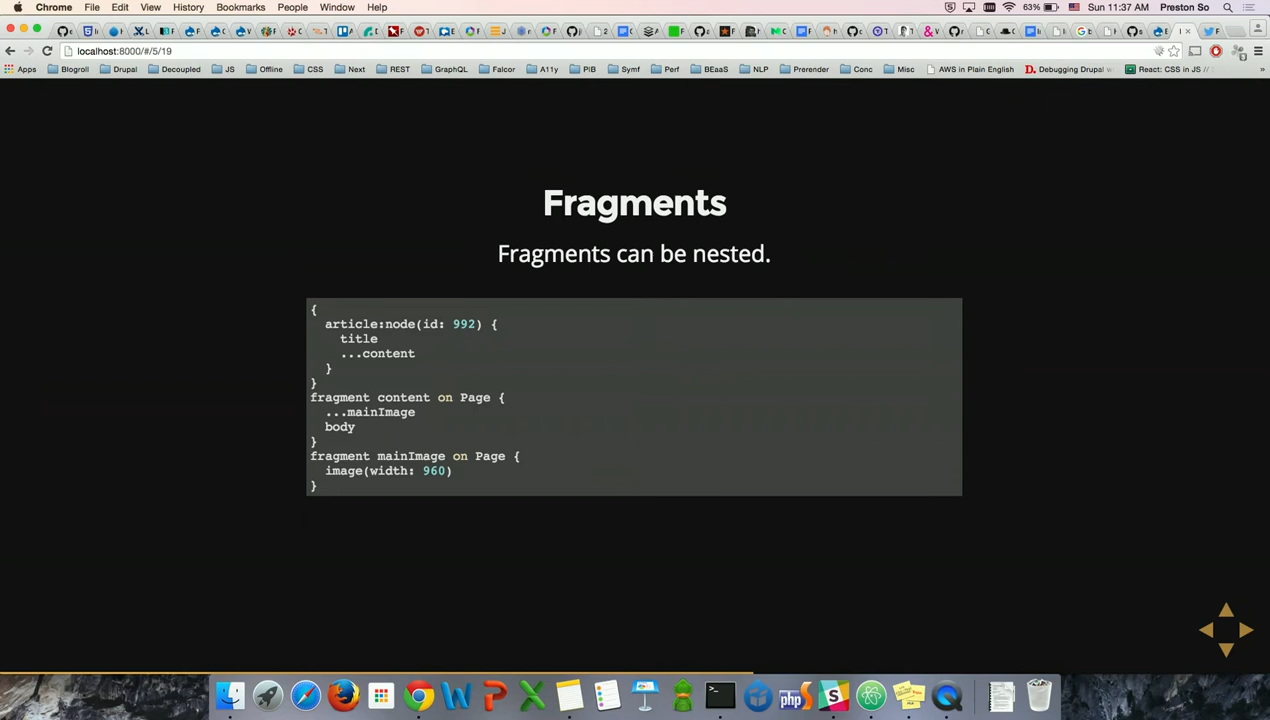 Chrome File Edit View History Bookmarks People Window Help 63% Sun 11:37 AM Preston So
localhost:8000/#/5/19
Apps Blogroll Drupal Decoupled JS Offline CSS Next REST GraphQL Falcor A11y PIB Symf Perf BEaaS NLP Prerender Conc Misc AWS in Plain English Debugging Drupal w React: CSS in JS // »
Fragments
Fragments can be nested.
{
article:node(id: 992) {
title
...content
}
}
fragment content on Page {
...mainImage
body
}
fragment mainImage on Page {
image(width: 960)
}